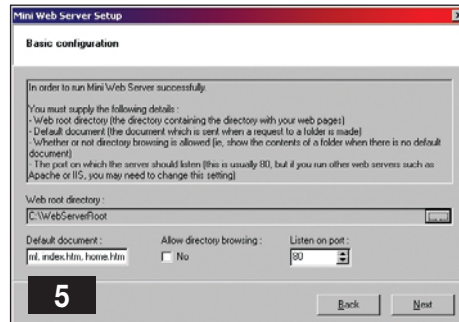 Mini Web Server Setup
Basic configuration
In order to run Mini Web Server successfully.
You must supply the following details :
- Web root directory (the directory containing the directory with your web pages)
- Default document (the document which is sent when a request to a folder is made)
- Whether or not directory browsing is allowed (ie, show the contents of a folder when there is no default
document)
- The port on which the server should listen (this is usually 80, but if you run other web servers such as
Apache or IIS, you may need to change this setting)
Web root directory :
C:\WebServerRoot
...
Default document : Allow directory browsing : Listen on port :
ml, index.htm, home.htm No 80
5
Back Next